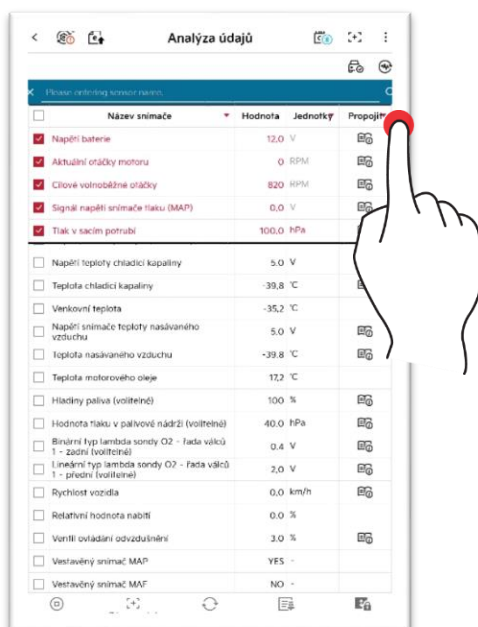 Analýza údajů
Please entering sensor name.
Název snímače Hodnota Jednotky Propojit
Napětí baterie 12,0 V
Aktuální otáčky motoru 0 RPM
Cílové volnoběžné otáčky 820 RPM
Signál napětí snímače tlaku (MAP) 0,0 V
Tlak v sacím potrubí 100.0 hPa
Napětí teploty chladicí kapaliny 5.0 V
Teplota chladicí kapaliny -39,8 ℃
Venkovní teplota -35,2 ℃
Napětí snímače teploty nasávaného
vzduchu 5,0 V
Teplota nasávaného vzduchu -39.8 ℃
Teplota motorového oleje 17,2 ℃
Hladiny paliva (volitelné) 100 %
Hodnota tlaku v palivové nádrži (volitelné) 40.0 hPa
Binární typ lambda sondy O2 - řada válců
1 - zadní (volitelné) 0.4 V
Lineární typ lambda sondy O2 - řada válců
1 - přední (volitelné) 2,0 V
Rychlost vozidla 0,0 km/h
Relativní hodnota nabití 0.0 %
Ventil ovládání odvzdušnění 3.0 %
Vestavěný snímač MAP YES -
Vestavěný snímač MAF NO -